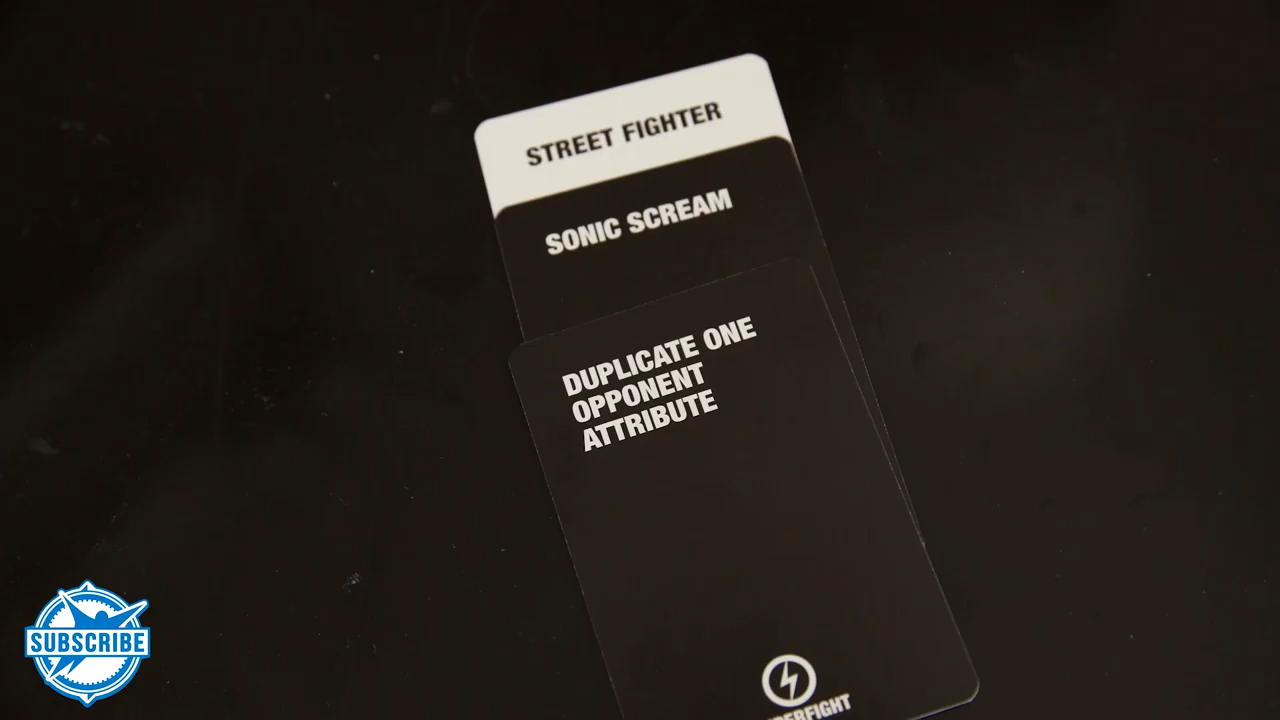 STREET FIGHTER
SONIC SCREAM
DUPLICATE ONE
OPPONENT
ATTRIBUTE
SUBSCRIBE